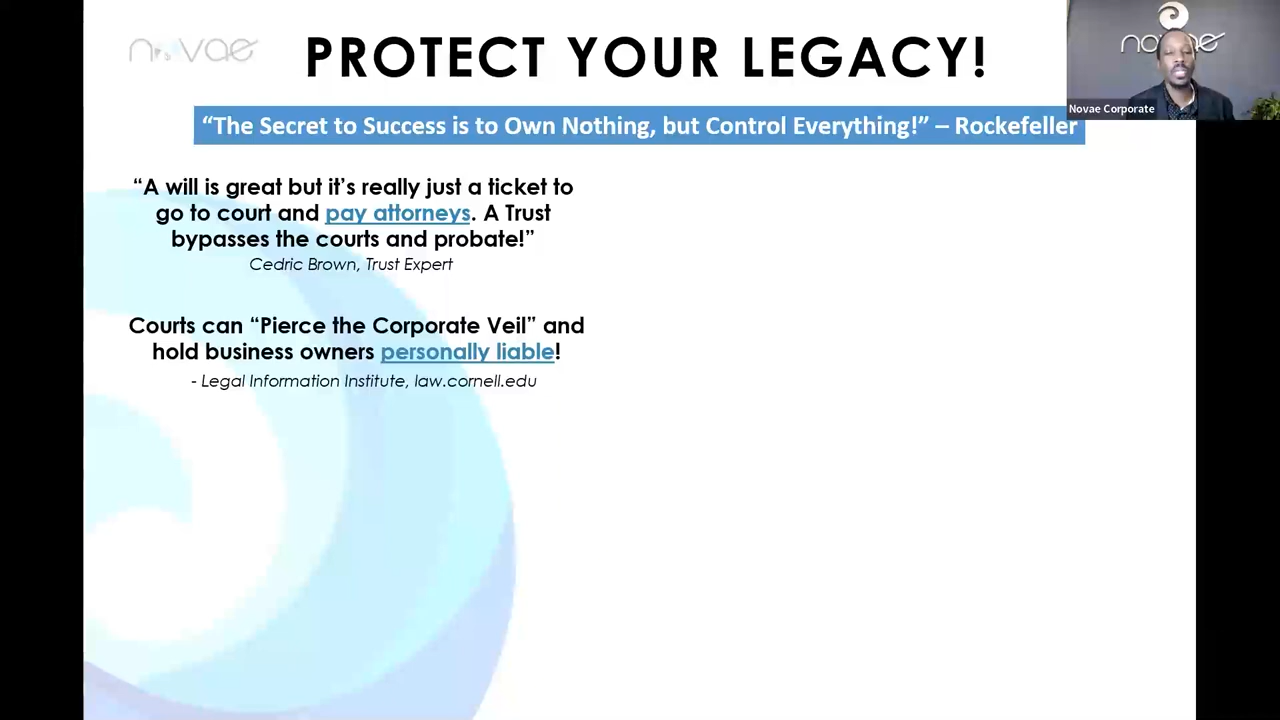 novae
PROTECT YOUR LEGACY!
novae
Novae Corporate
“The Secret to Success is to Own Nothing, but Control Everything!” – Rockefeller
“A will is great but it’s really just a ticket to
go to court and pay attorneys. A Trust
bypasses the courts and probate!”
Cedric Brown, Trust Expert
Courts can “Pierce the Corporate Veil” and
hold business owners personally liable!
- Legal Information Institute, law.cornell.edu